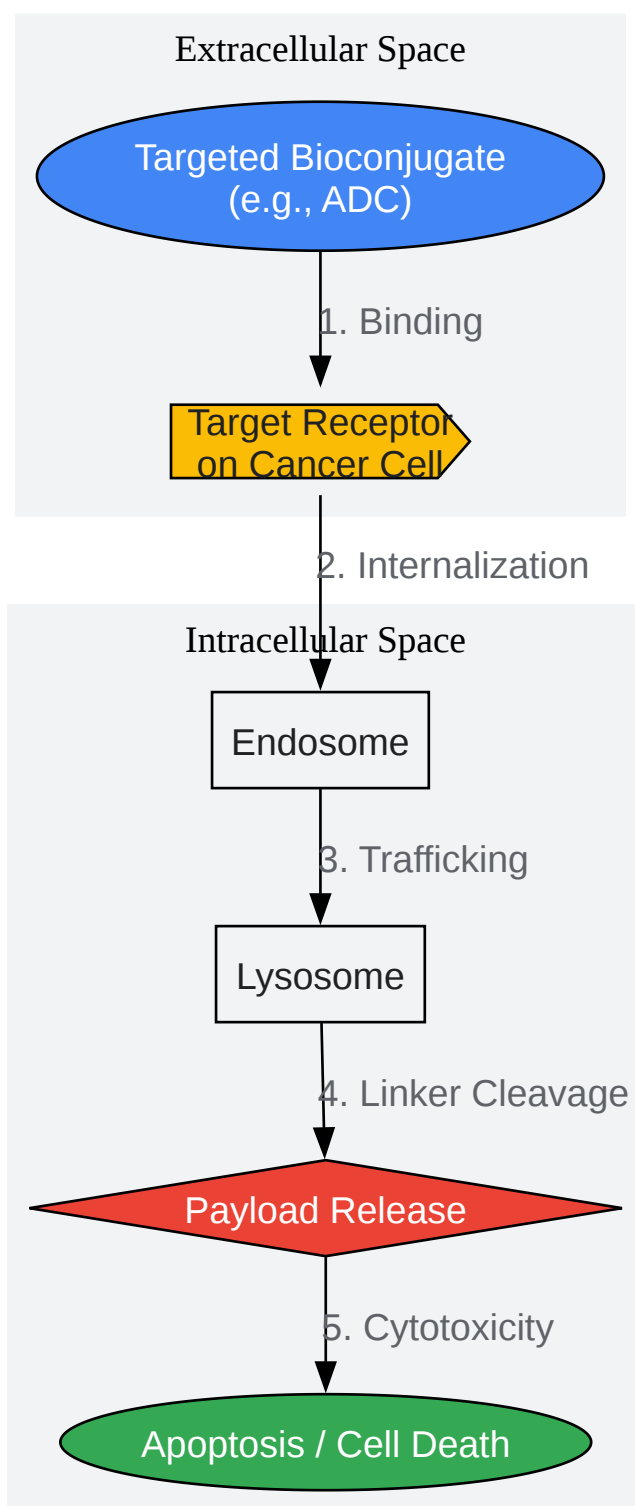 Extracellular Space
Targeted Bioconjugate
(e.g., ADC)
1. Binding
Target Receptor
on Cancer Cell
2. Internalization
Intracellular Space
Endosome
3. Trafficking
Lysosome
4. Linker Cleavage
Payload Release
5. Cytotoxicity
Apoptosis / Cell Death